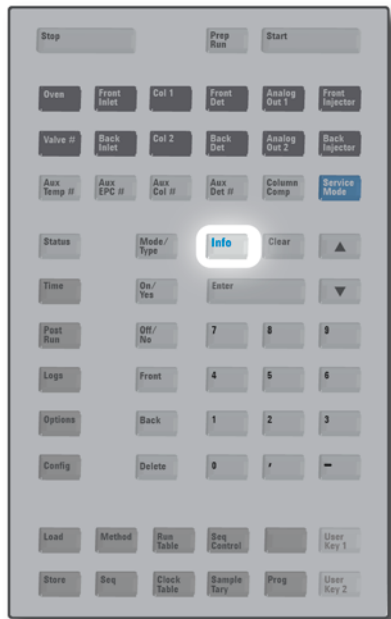 Stop Prep Run Start
Oven Front Inlet Col 1 Front Det Analog Out 1 Front Injector
Valve # Back Inlet Col 2 Back Det Analog Out 2 Back Injector
Aux Temp # Aux EPC # Aux Col # Aux Det # Column Comp Service Mode
Status Mode/ Type Info Clear ▲
Time On/ Yes Enter ▼
Post Run Off/ No 7 8 9
Logs Front 4 5 6
Options Back 1 2 3
Config Delete 0 , –
Load Method Run Table Seq Control User Key 1
Store Seq Clock Table Sample Tary Prog User Key 2